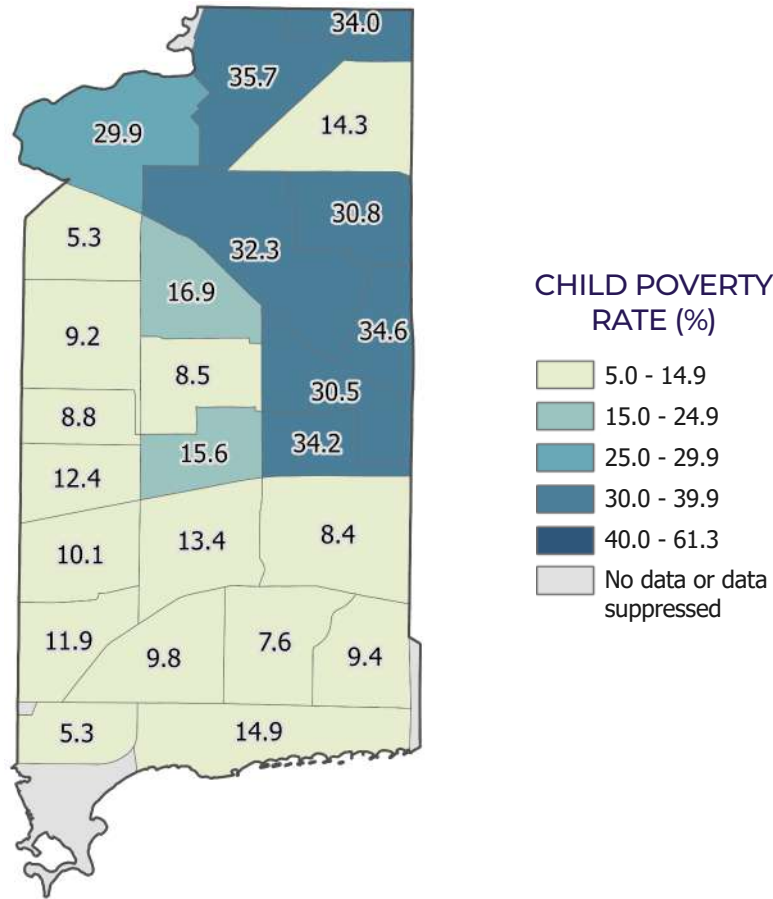 34.0
35.7
14.3
29.9
30.8
5.3
32.3
16.9
9.2
34.6
8.5
30.5
8.8
34.2
15.6
12.4
13.4
8.4
10.1
11.9
7.6
9.8
9.4
5.3
14.9
CHILD POVERTY
RATE (%)
5.0 - 14.9
15.0 - 24.9
25.0 - 29.9
30.0 - 39.9
40.0 - 61.3
No data or data
suppressed